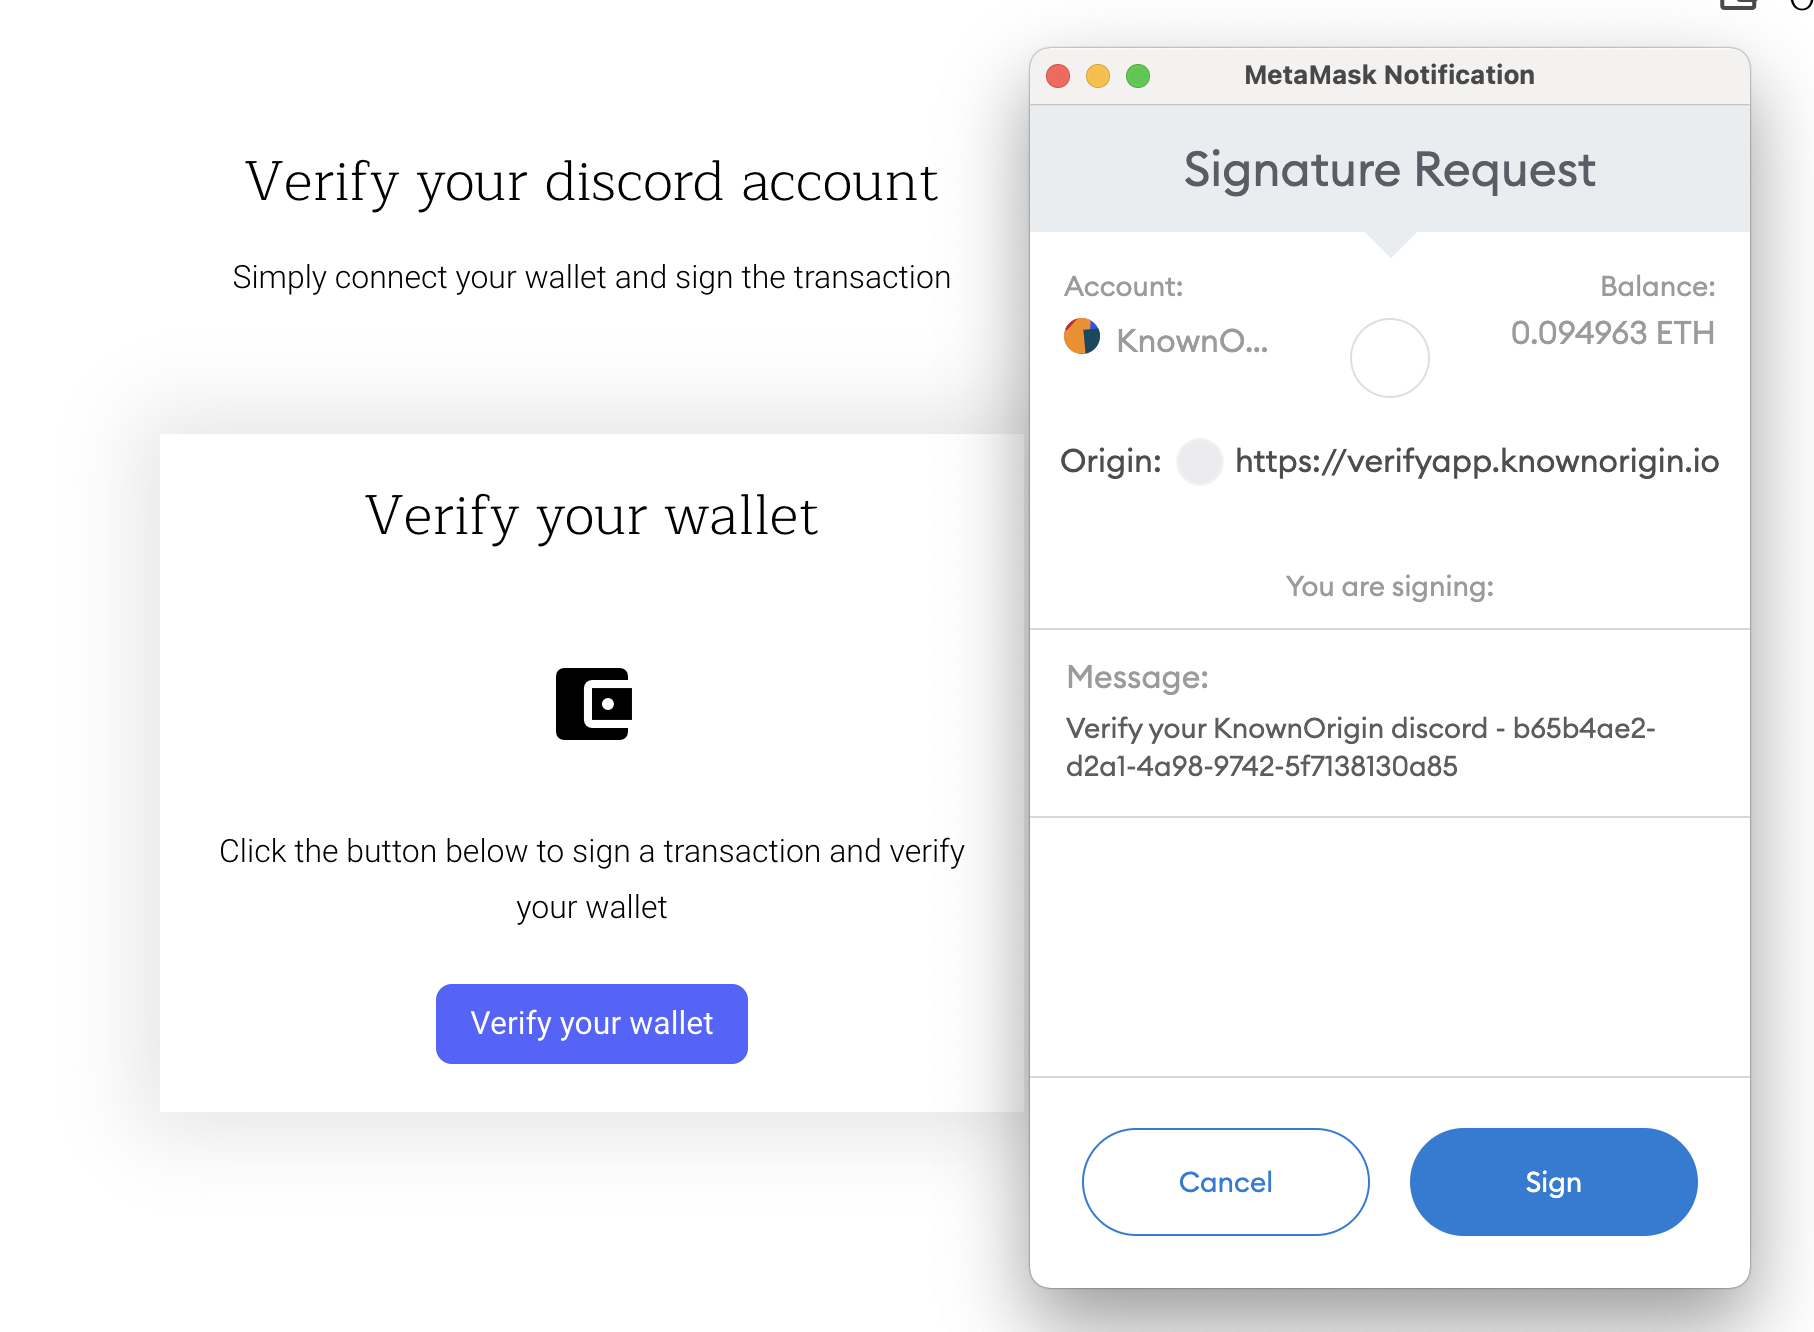 Verify your discord account
Simply connect your wallet and sign the transaction
Verify your wallet
Click the button below to sign a transaction and verify
your wallet
Verify your wallet
MetaMask Notification
Signature Request
Account:
KnownO...
Balance:
0.094963 ETH
Origin: https://verifyapp.knownorigin.io
You are signing:
Message:
Verify your KnownOrigin discord - b65b4ae2-
d2a1-4a98-9742-5f7138130a85
Cancel
Sign